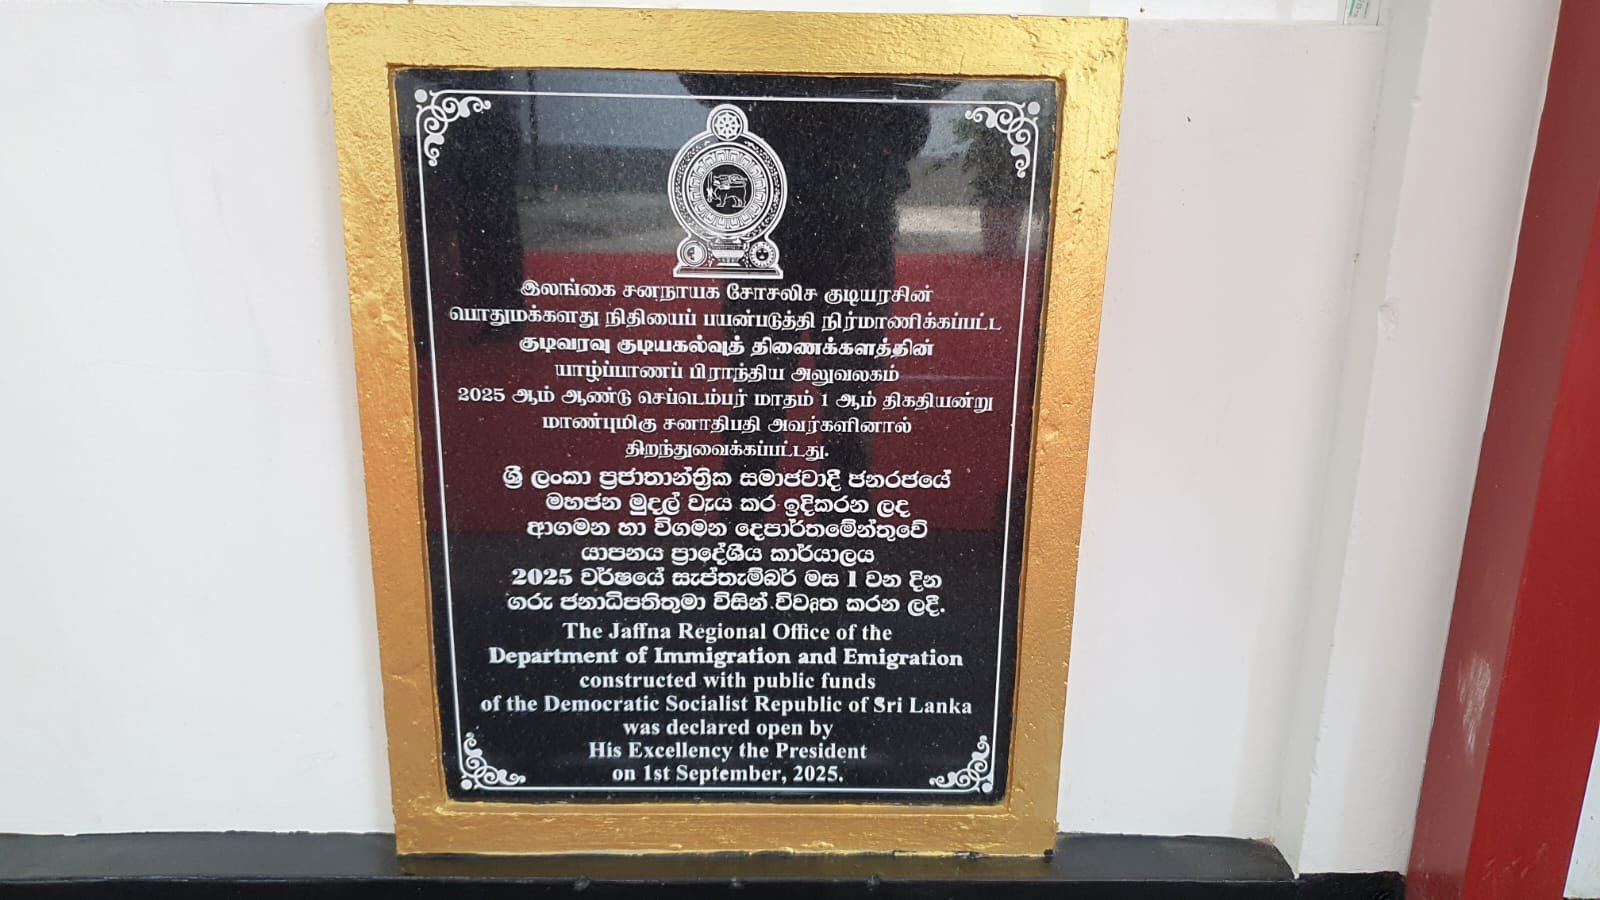 இலங்கை சனநாயக சோசலிச குடியரசின்
பொதுமக்களது நிதியைப் பயன்படுத்தி நிர்மாணிக்கப்பட்ட
குடிவரவு குடியகல்வுத் திணைக்களத்தின்
யாழ்ப்பாணப் பிராந்திய அலுவலகம்
2025 ஆம் ஆண்டு செப்டெம்பர் மாதம் 1 ஆம் திகதியன்று
மாண்புமிகு சனாதிபதி அவர்களினால்
திறந்துவைக்கப்பட்டது.
ශ්‍රී ලංකා ප්‍රජාතාන්ත්‍රික සමාජවාදී ජනරජයේ
මහජන මුදල් වැය කර ඉදිකරන ලද
ආගමන හා විගමන දෙපාර්තමේන්තුවේ
යාපනය ප්‍රාදේශීය කාර්යාලය
2025 වර්ෂයේ සැප්තැම්බර් මස 1 වන දින
ගරු ජනාධිපතිතුමා විසින් විවෘත කරන ලදී.
The Jaffna Regional Office of the
Department of Immigration and Emigration
constructed with public funds
of the Democratic Socialist Republic of Sri Lanka
was declared open by
His Excellency the President
on 1st September, 2025.